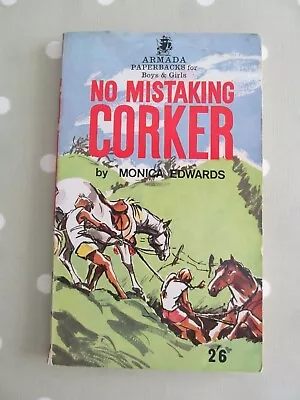 ARMADA
PAPERBACKS for
Boys & Girls
NO MISTAKING
CORKER
by MONICA EDWARDS
2'6